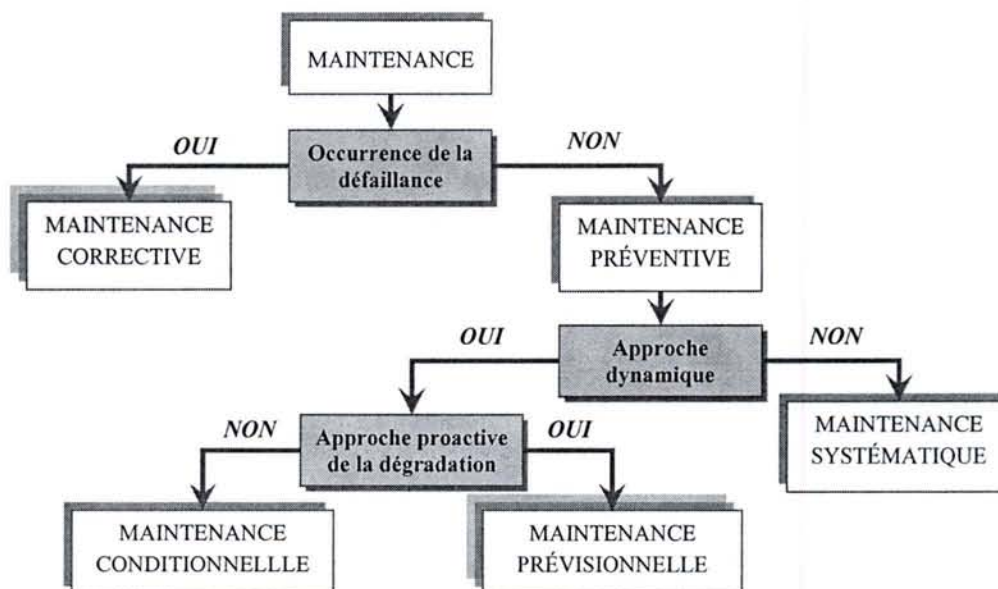 MAINTENANCE
OUI
Occurrence de la
défaillance
NON
MAINTENANCE
CORRECTIVE
MAINTENANCE
PRÉVENTIVE
OUI
Approche
dynamique
NON
NON
Approche proactive
de la dégradation
OUI
MAINTENANCE
SYSTÉMATIQUE
MAINTENANCE
CONDITIONNELLLE
MAINTENANCE
PRÉVISIONNELLE